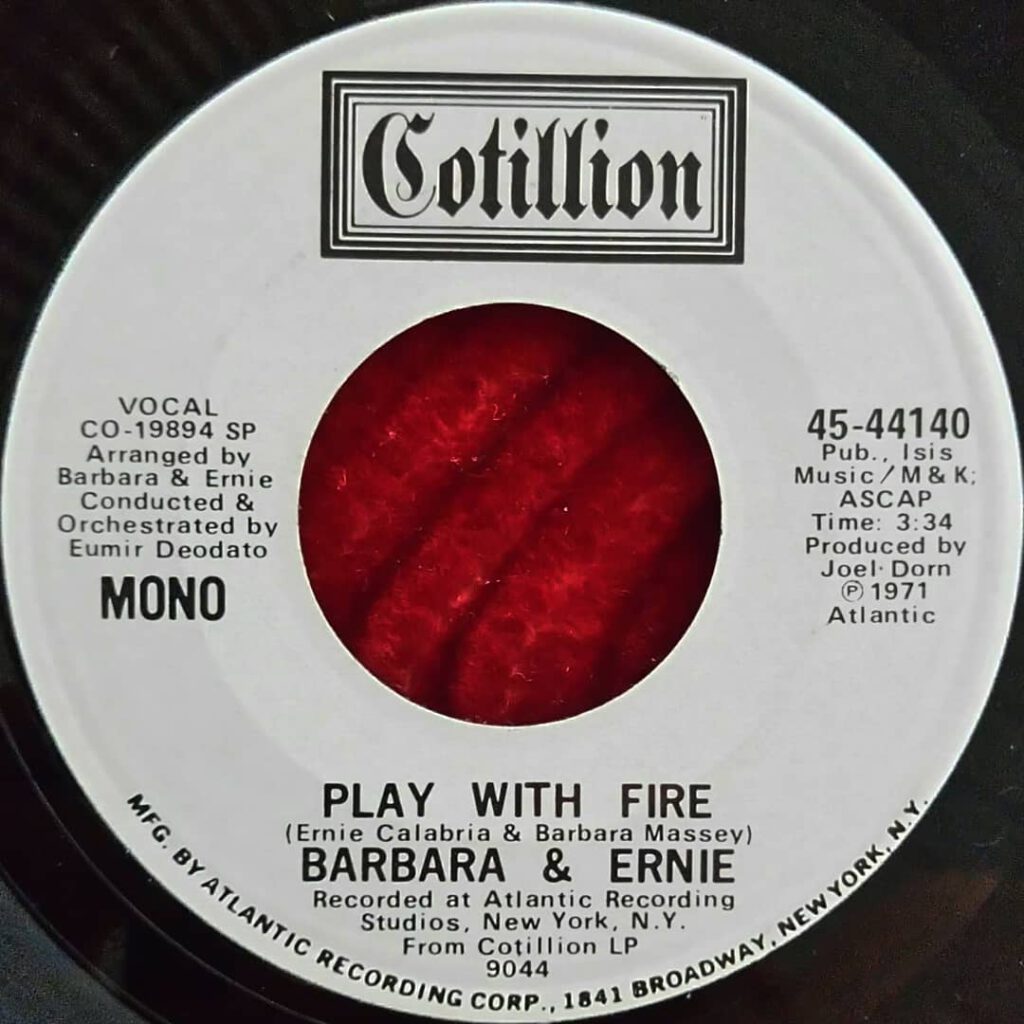 Cotillion
VOCAL
CO-19894 SP
Arranged by
Barbara & Ernie
Conducted &
Orchestrated by
Eumir Deodato
MONO
45-44140
Pub., Isis
Music/M & K;
ASCAP
Time: 3:34
Produced by
Joel Dorn
℗ 1971
Atlantic
PLAY WITH FIRE
(Ernie Calabria & Barbara Massey)
BARBARA & ERNIE
Recorded at Atlantic Recording
Studios, New York, N.Y.
From Cotillion LP
9044
MFG. BY ATLANTIC RECORDING CORP., 1841 BROADWAY, NEW YORK, N.Y.